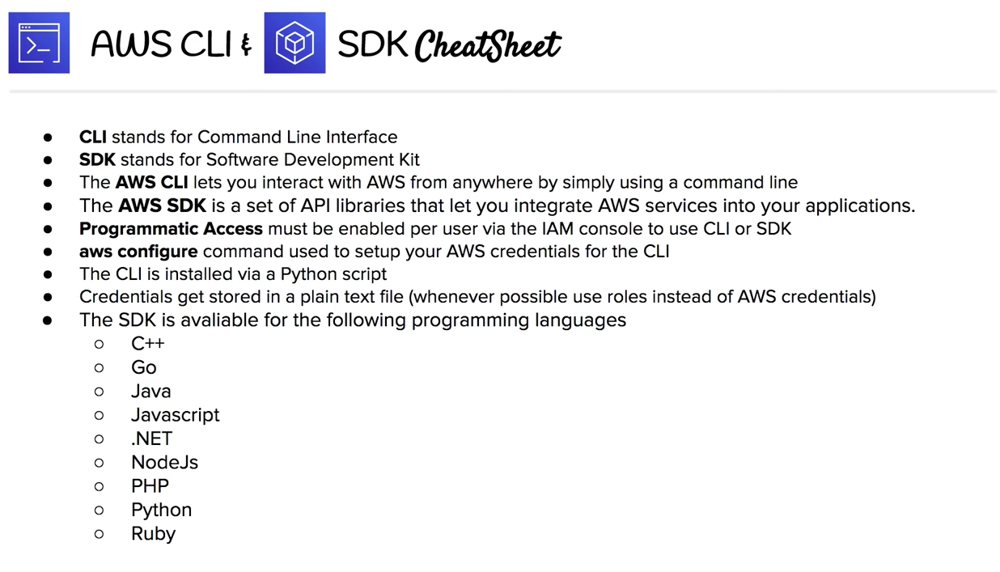 AWS CLI & SDK CheatSheet
● CLI stands for Command Line Interface
● SDK stands for Software Development Kit
● The AWS CLI lets you interact with AWS from anywhere by simply using a command line
● The AWS SDK is a set of API libraries that let you integrate AWS services into your applications.
● Programmatic Access must be enabled per user via the IAM console to use CLI or SDK
● aws configure command used to setup your AWS credentials for the CLI
● The CLI is installed via a Python script
● Credentials get stored in a plain text file (whenever possible use roles instead of AWS credentials)
● The SDK is avaliable for the following programming languages
○ C++
○ Go
○ Java
○ Javascript
○ .NET
○ NodeJs
○ PHP
○ Python
○ Ruby